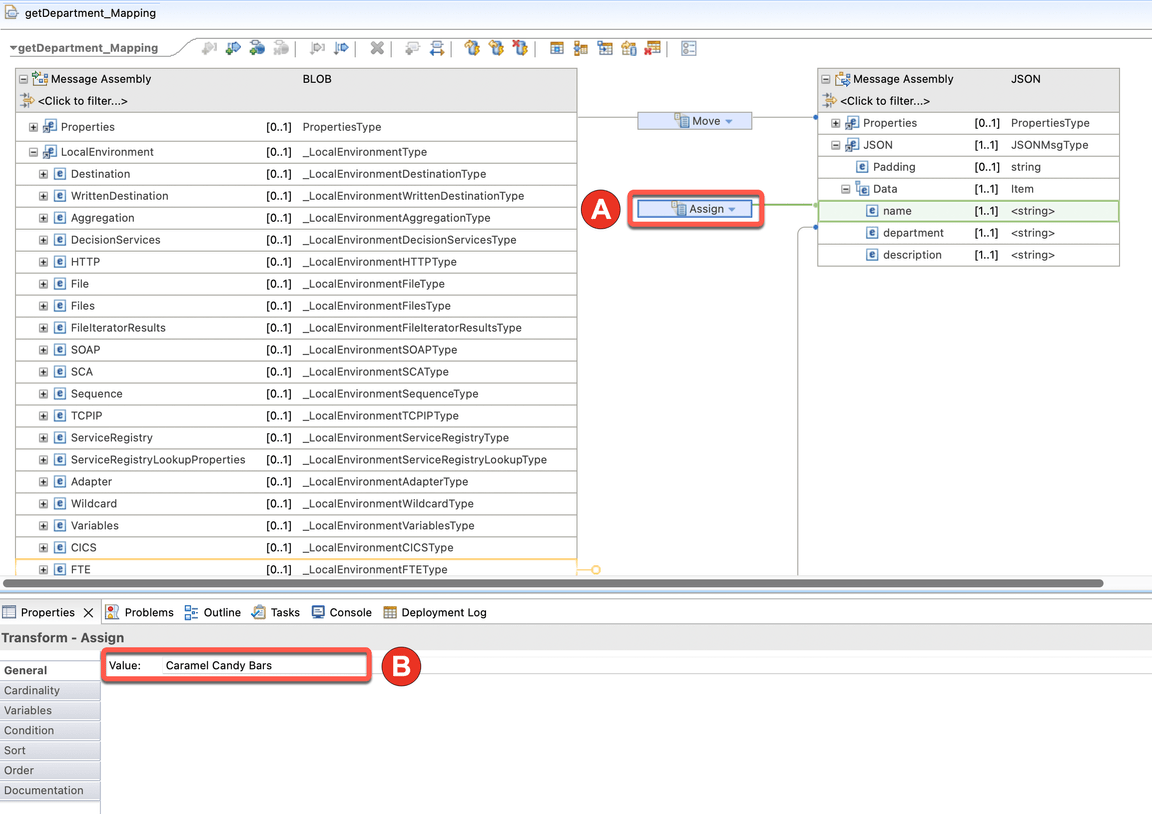 getDepartment_Mapping
getDepartment_Mapping
Message Assembly BLOB
<Click to filter...>
Properties [0..1] PropertiesType
LocalEnvironment [0..1] _LocalEnvironmentType
Destination [0..1] _LocalEnvironmentDestinationType
WrittenDestination [0..1] _LocalEnvironmentWrittenDestinationType
Aggregation [0..1] _LocalEnvironmentAggregationType
DecisionServices [0..1] _LocalEnvironmentDecisionServicesType
HTTP [0..1] _LocalEnvironmentHTTPType
File [0..1] _LocalEnvironmentFileType
Files [0..1] _LocalEnvironmentFilesType
FileIteratorResults [0..1] _LocalEnvironmentFileIteratorResultsType
SOAP [0..1] _LocalEnvironmentSOAPType
SCA [0..1] _LocalEnvironmentSCAType
Sequence [0..1] _LocalEnvironmentSequenceType
TCPIP [0..1] _LocalEnvironmentTCPIPType
ServiceRegistry [0..1] _LocalEnvironmentServiceRegistryType
ServiceRegistryLookupProperties [0..1] _LocalEnvironmentServiceRegistryLookupType
Adapter [0..1] _LocalEnvironmentAdapterType
Wildcard [0..1] _LocalEnvironmentWildcardType
Variables [0..1] _LocalEnvironmentVariablesType
CICS [0..1] _LocalEnvironmentCICSType
FTE [0..1] _LocalEnvironmentFTEType
Move
A
Assign
Message Assembly JSON
<Click to filter...>
Properties [0..1] PropertiesType
JSON [1..1] JSONMsgType
Padding [0..1] string
Data [1..1] Item
name [1..1] <string>
department [1..1] <string>
description [1..1] <string>
Properties Problems Outline Tasks Console Deployment Log
Transform - Assign
General
Cardinality
Variables
Condition
Sort
Order
Documentation
Value: Caramel Candy Bars
B